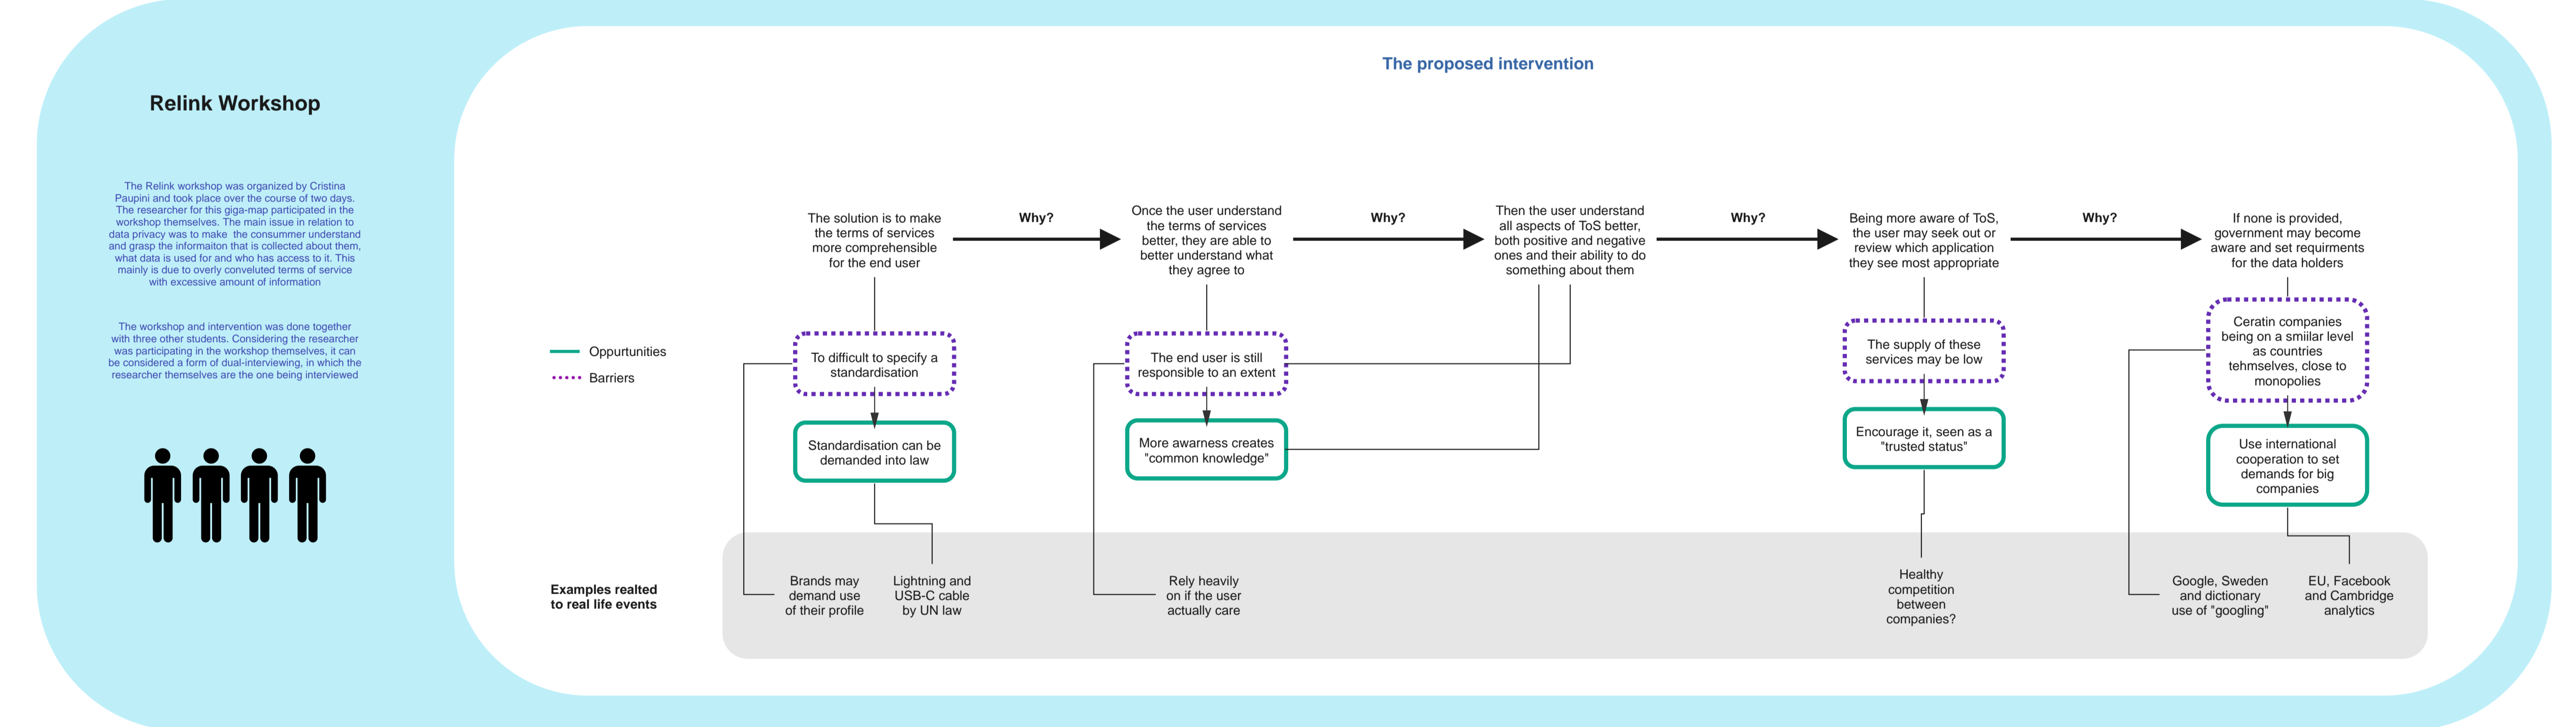 Relink Workshop
The Relink workshop was organized by Cristina
Paupini and took place over the course of two days.
The researcher for this giga-map participated in the
workshop themselves. The main issue in relation to
data privacy was to make  the consummer understand
and grasp the informaiton that is collected about them,
what data is used for and who has access to it. This
mainly is due to overly conveluted terms of service
with excessive amount of information
The workshop and intervention was done together
with three other students. Considering the researcher
was participating in the workshop themselves, it can
be considered a form of dual-interviewing, in which the
researcher themselves are the one being interviewed
The proposed intervention
The solution is to make
the terms of services
more comprehensible
for the end user
Why?
Once the user understand
the terms of services
better, they are able to
better understand what
they agree to
Why?
Then the user understand
all aspects of ToS better,
both positive and negative
ones and their ability to do
something about them
Why?
Being more aware of ToS,
the user may seek out or
review which application
they see most appropriate
Why?
If none is provided,
government may become
aware and set requirments
for the data holders
Oppurtunities
Barriers
To difficult to specify a
standardisation
The end user is still
responsible to an extent
The supply of these
services may be low
Ceratin companies
being on a smiilar level
as countries
tehmselves, close to
monopolies
Standardisation can be
demanded into law
More awarness creates
"common knowledge"
Encourage it, seen as a
"trusted status"
Use international
cooperation to set
demands for big
companies
Examples realted
to real life events
Brands may
demand use
of their profile
Lightning and
USB-C cable
by UN law
Rely heavily
on if the user
actually care
Healthy
competition
between
companies?
Google, Sweden
and dictionary
use of "googling"
EU, Facebook
and Cambridge
analytics